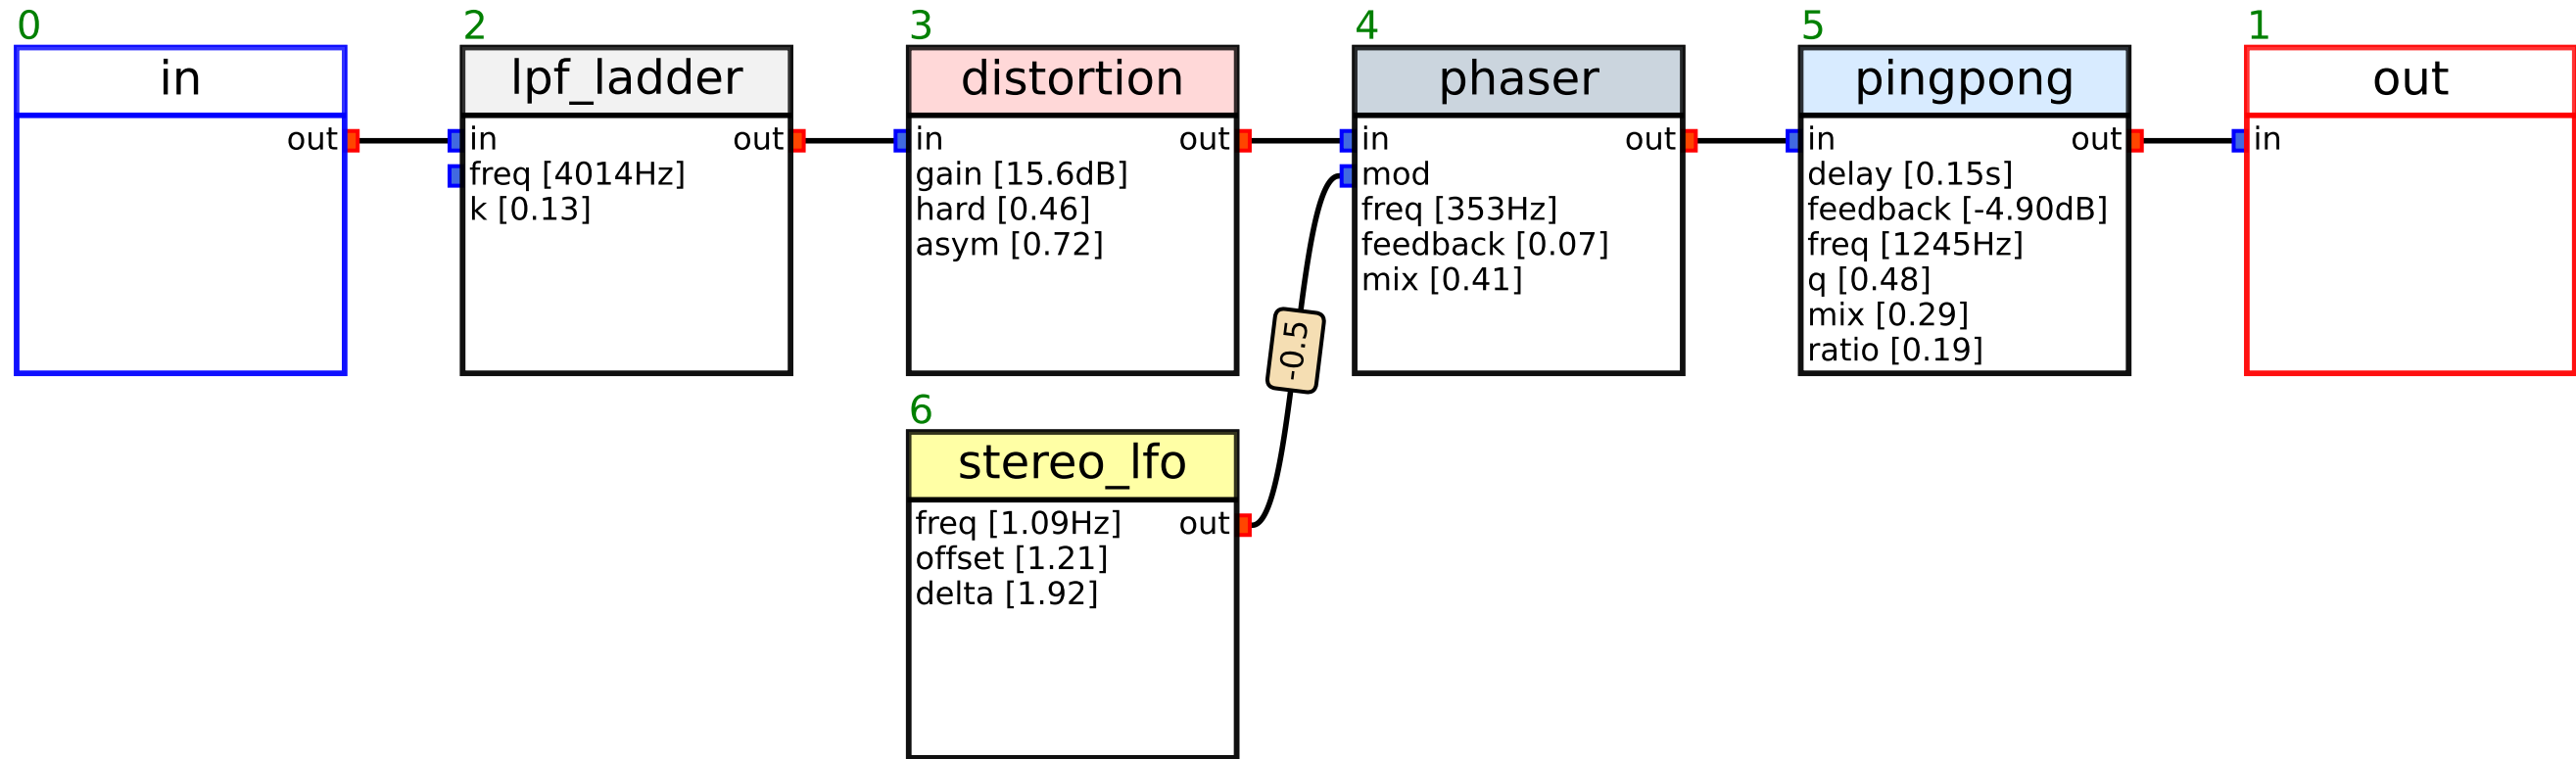 0
in
out
2
lpf_ladder
in out
freq [4014Hz]
k [0.13]
3
distortion
in out
gain [15.6dB]
hard [0.46]
asym [0.72]
4
phaser
in out
mod
freq [353Hz]
feedback [0.07]
mix [0.41]
5
pingpong
in out
delay [0.15s]
feedback [-4.90dB]
freq [1245Hz]
q [0.48]
mix [0.29]
ratio [0.19]
1
out
in
-0.5
6
stereo_lfo
freq [1.09Hz] out
offset [1.21]
delta [1.92]